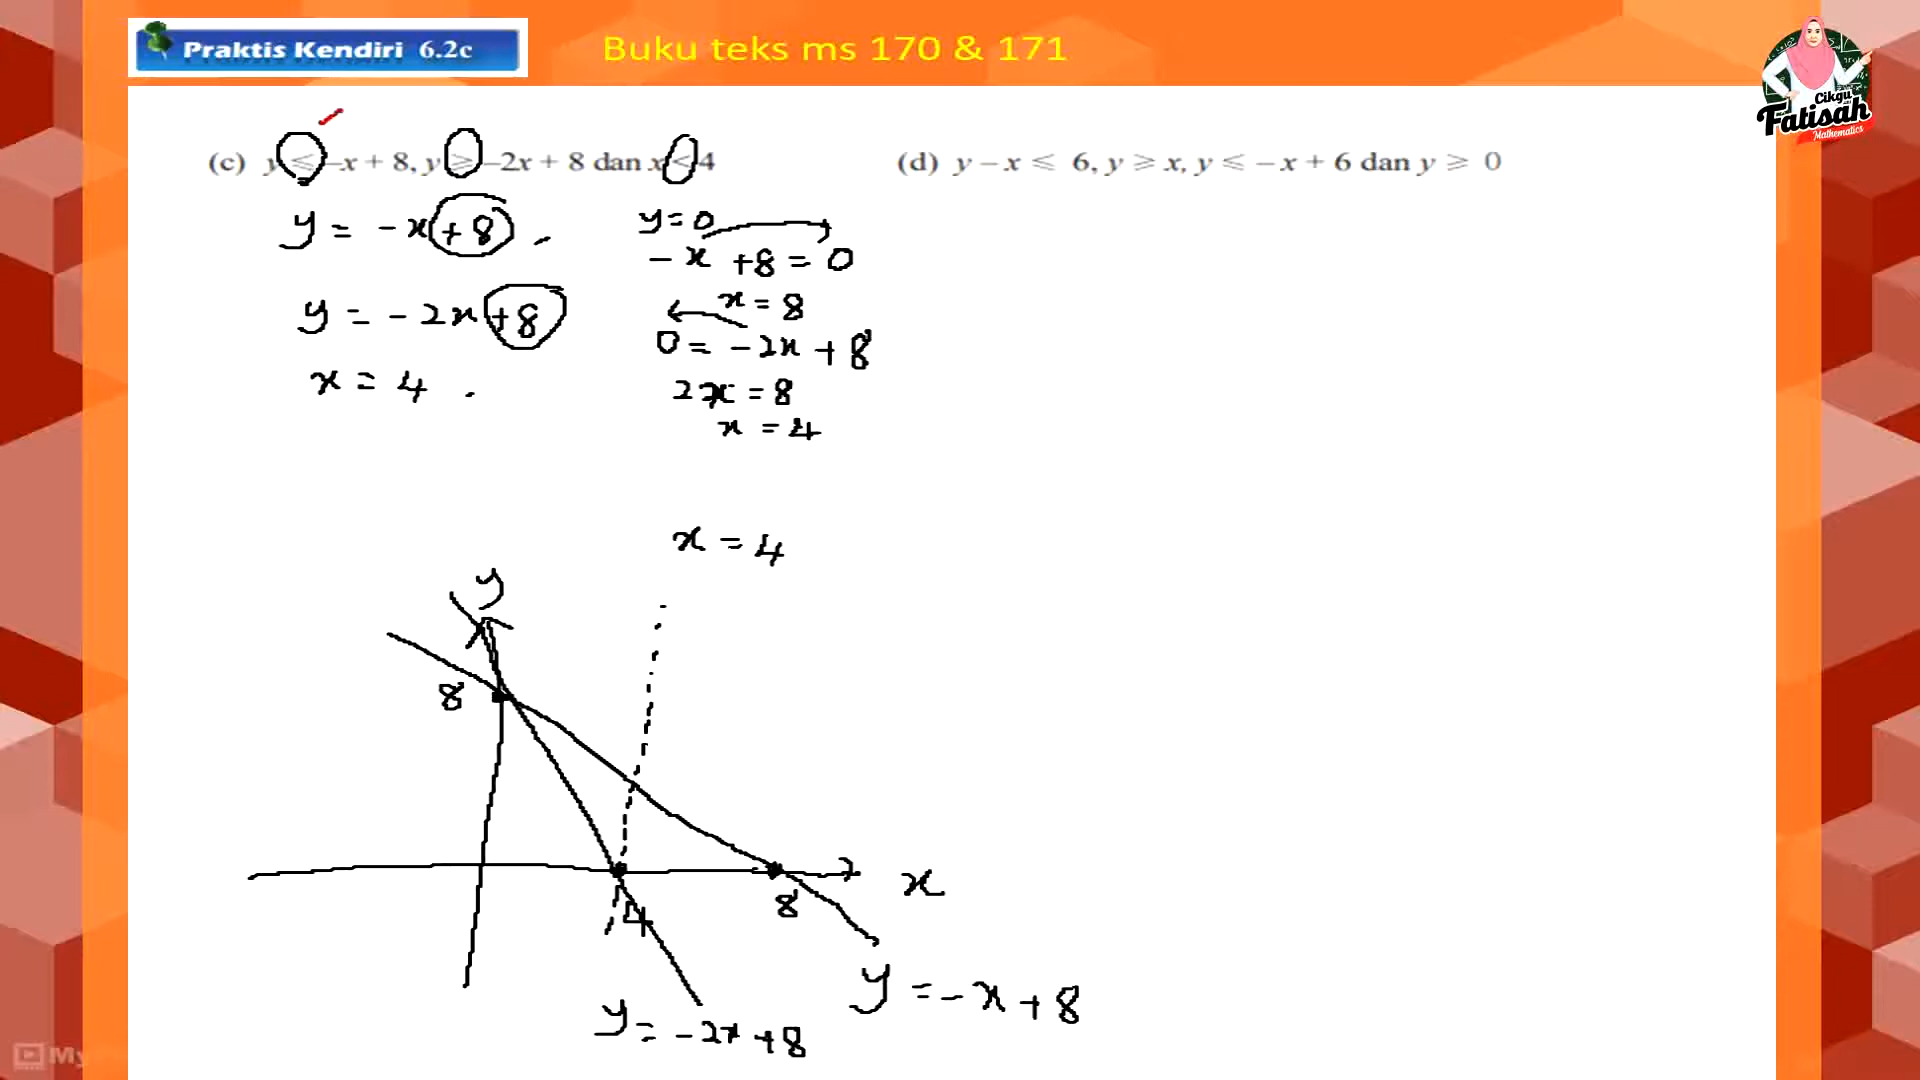 Praktis Kendiri 6.2c
Buku teks ms 170 & 171
Cikgu
Fatisah
Mathematics
(c) y ≤ –x + 8, y ≥ –2x + 8 dan x < 4
y = -x+8
y = -2x+8
x = 4
y=0
-x +8 = 0
x = 8
0 = -2x + 8
2x = 8
x = 4
(d) y – x ≤ 6, y ≥ x, y ≤ – x + 6 dan y ≥ 0
x = 4
y
8
x
4
8
y = -x+8
y = -2x+8
My